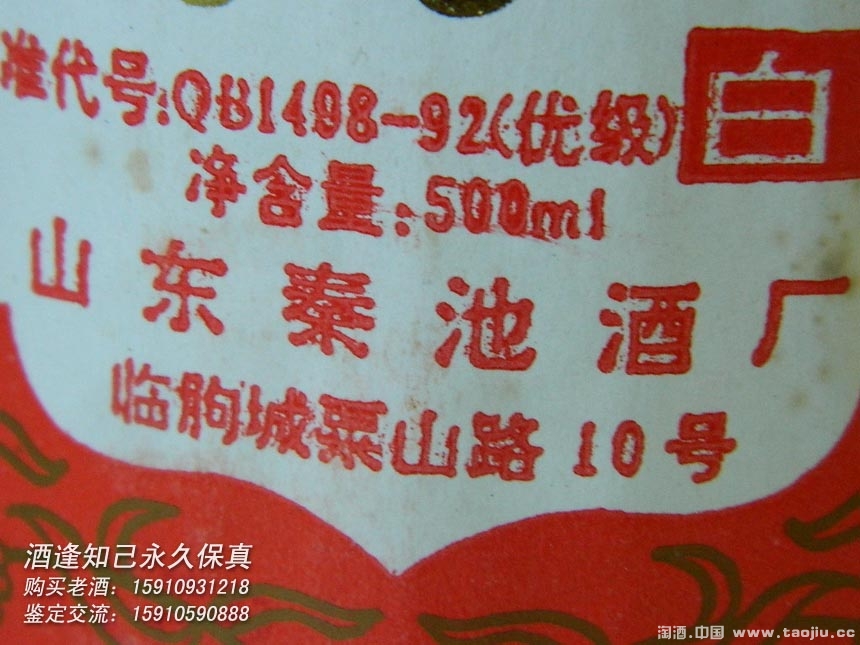 准代号:QB1498-92(优级)
白
净含量:500ml
山东秦池酒厂
临朐城粟山路10号
酒逢知己永久保真
购买老酒：15910931218
鉴定交流：15910590888
淘酒.中国 www.taojiu.cc